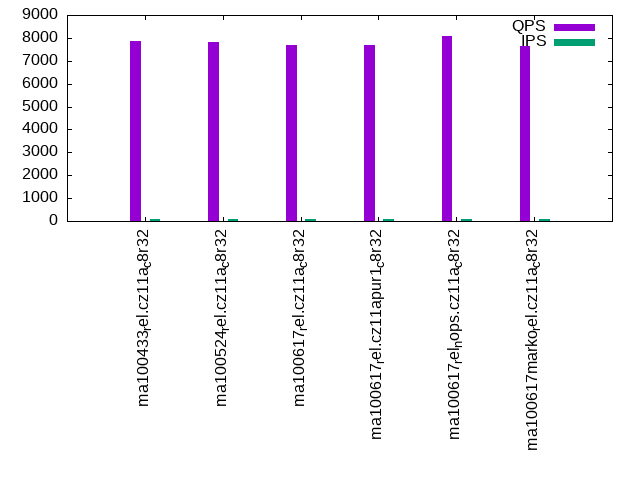 9000
8000
7000
6000
5000
4000
3000
2000
1000
0
QPS
IPS
ma100433_rel.cz11a_c8r32
ma100524_rel.cz11a_c8r32
ma100617_rel.cz11a_c8r32
ma100617_rel.cz11apur1_c8r32
ma100617_rel_nops.cz11a_c8r32
ma100617marko_rel.cz11a_c8r32